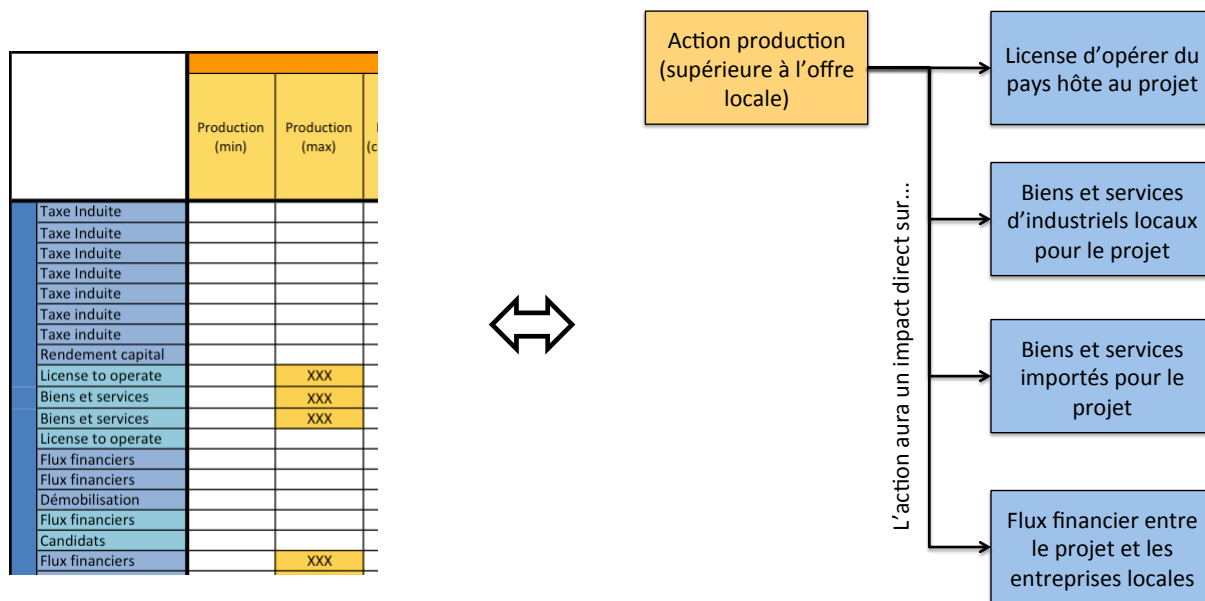 Production
(min)
Production
(max)
Taxe Induite
Taxe Induite
Taxe Induite
Taxe Induite
Taxe induite
Taxe induite
Taxe induite
Rendement capital
License to operate XXX
Biens et services XXX
Biens et services XXX
License to operate
Flux financiers
Flux financiers
Démobilisation
Flux financiers
Candidats
Flux financiers XXX
Action production
(supérieure à l’offre
locale)
L’action aura un impact direct sur...
License d’opérer du
pays hôte au projet
Biens et services
d’industriels locaux
pour le projet
Biens et services
importés pour le
projet
Flux financier entre
le projet et les
entreprises locales